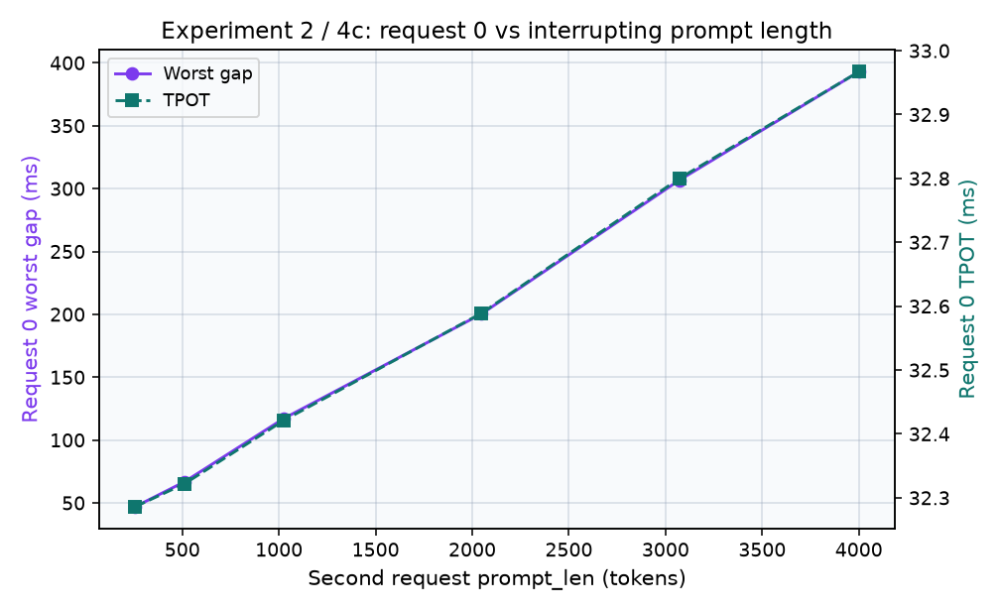 Experiment 2 / 4c: request 0 vs interrupting prompt length
Worst gap
TPOT
Request 0 worst gap (ms)
400
350
300
250
200
150
100
50
33.0
32.9
32.8
32.7
32.6
32.5
32.4
32.3
Request 0 TPOT (ms)
500 1000 1500 2000 2500 3000 3500 4000
Second request prompt_len (tokens)